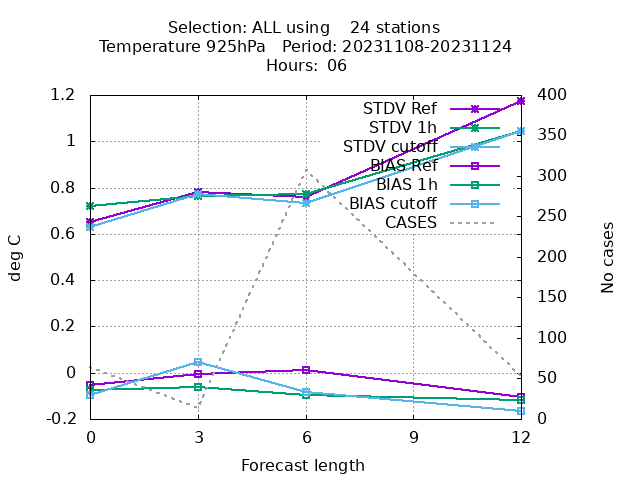 Selection: ALL using    24 stations
Temperature 925hPa   Period: 20231108-20231124
Hours: 06
1.2
1
0.8
0.6
0.4
0.2
0
-0.2
deg C
400
350
300
250
200
150
100
50
0
No cases
STDV Ref
STDV 1h
STDV cutoff
BIAS Ref
BIAS 1h
BIAS cutoff
CASES
0 3 6 9 12
Forecast length